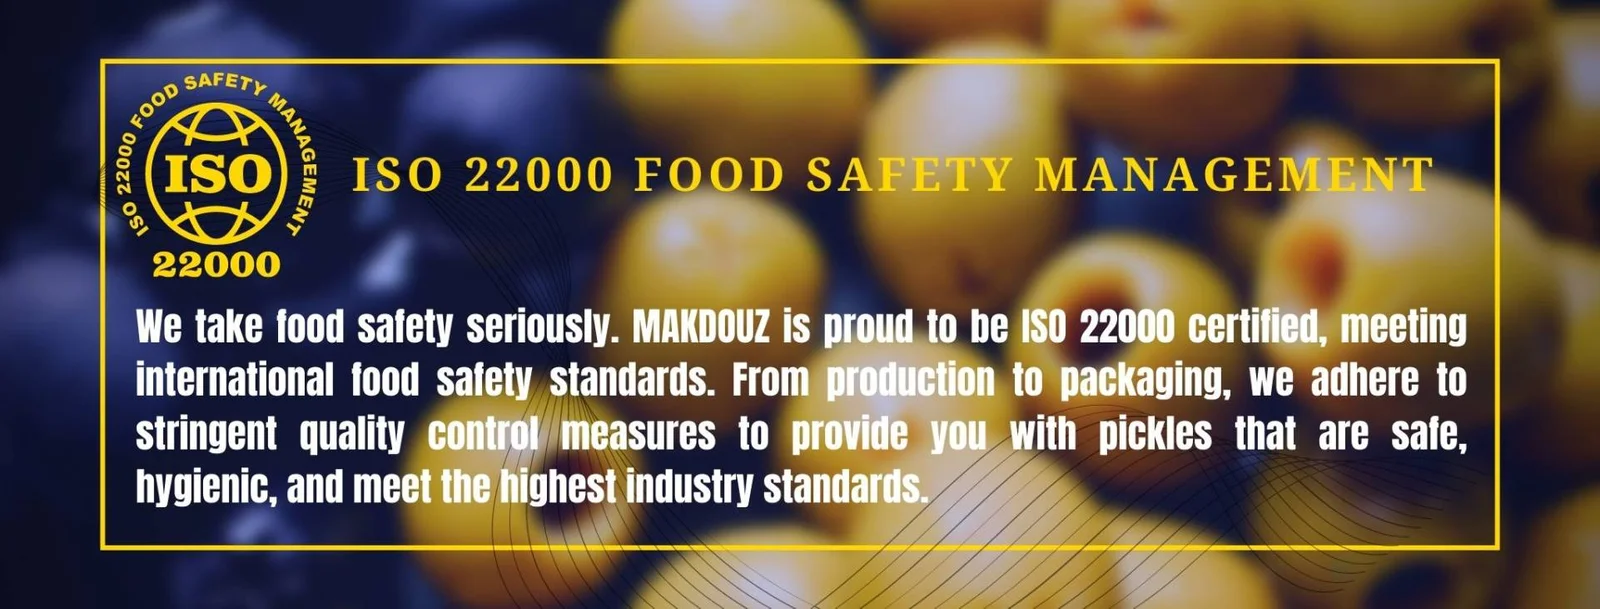 ISO 22000 FOOD SAFETY MANAGEMENT
ISO
22000
ISO 22000 FOOD SAFETY MANAGEMENT
We take food safety seriously. MAKDOUZ is proud to be ISO 22000 certified, meeting
international food safety standards. From production to packaging, we adhere to
stringent quality control measures to provide you with pickles that are safe,
hygienic, and meet the highest industry standards.